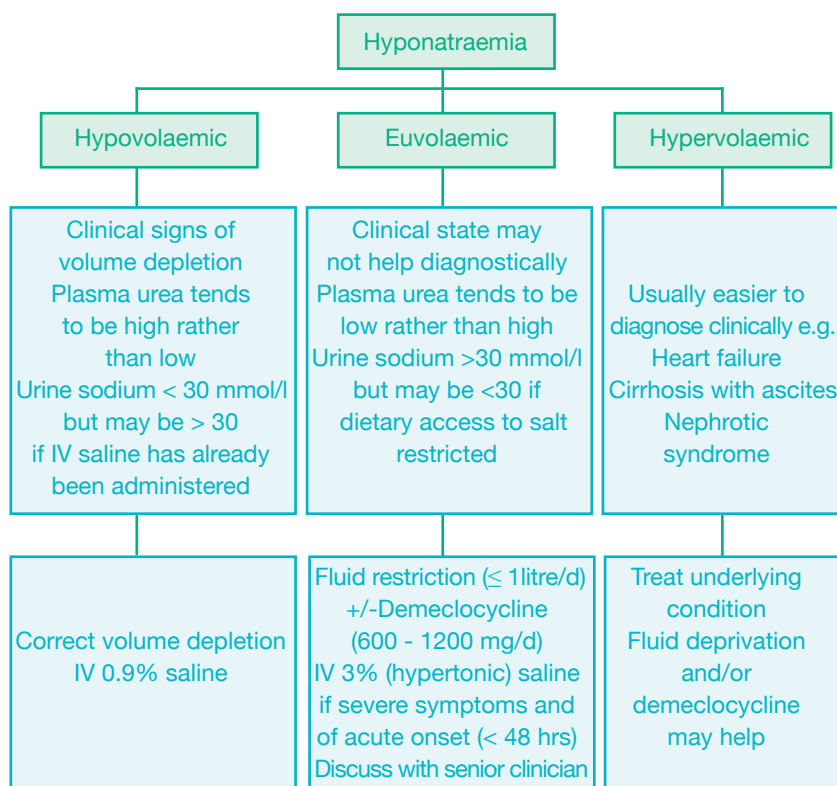 Hyponatraemia
Hypovolaemic
Euvolaemic
Hypervolaemic
Clinical signs of
volume depletion
Plasma urea tends
to be high rather
than low
Urine sodium < 30 mmol/l
but may be > 30
if IV saline has already
been administered
Clinical state may
not help diagnostically
Plasma urea tends to be
low rather than high
Urine sodium >30 mmol/l
but may be <30 if
dietary access to salt
restricted
Usually easier to
diagnose clinically e.g.
Heart failure
Cirrhosis with ascites
Nephrotic
syndrome
Correct volume depletion
IV 0.9% saline
Fluid restriction (≤ 1litre/d)
+/-Demeclocycline
(600 - 1200 mg/d)
IV 3% (hypertonic) saline
if severe symptoms and
of acute onset (< 48 hrs)
Discuss with senior clinician
Treat underlying
condition
Fluid deprivation
and/or
demeclocycline
may help